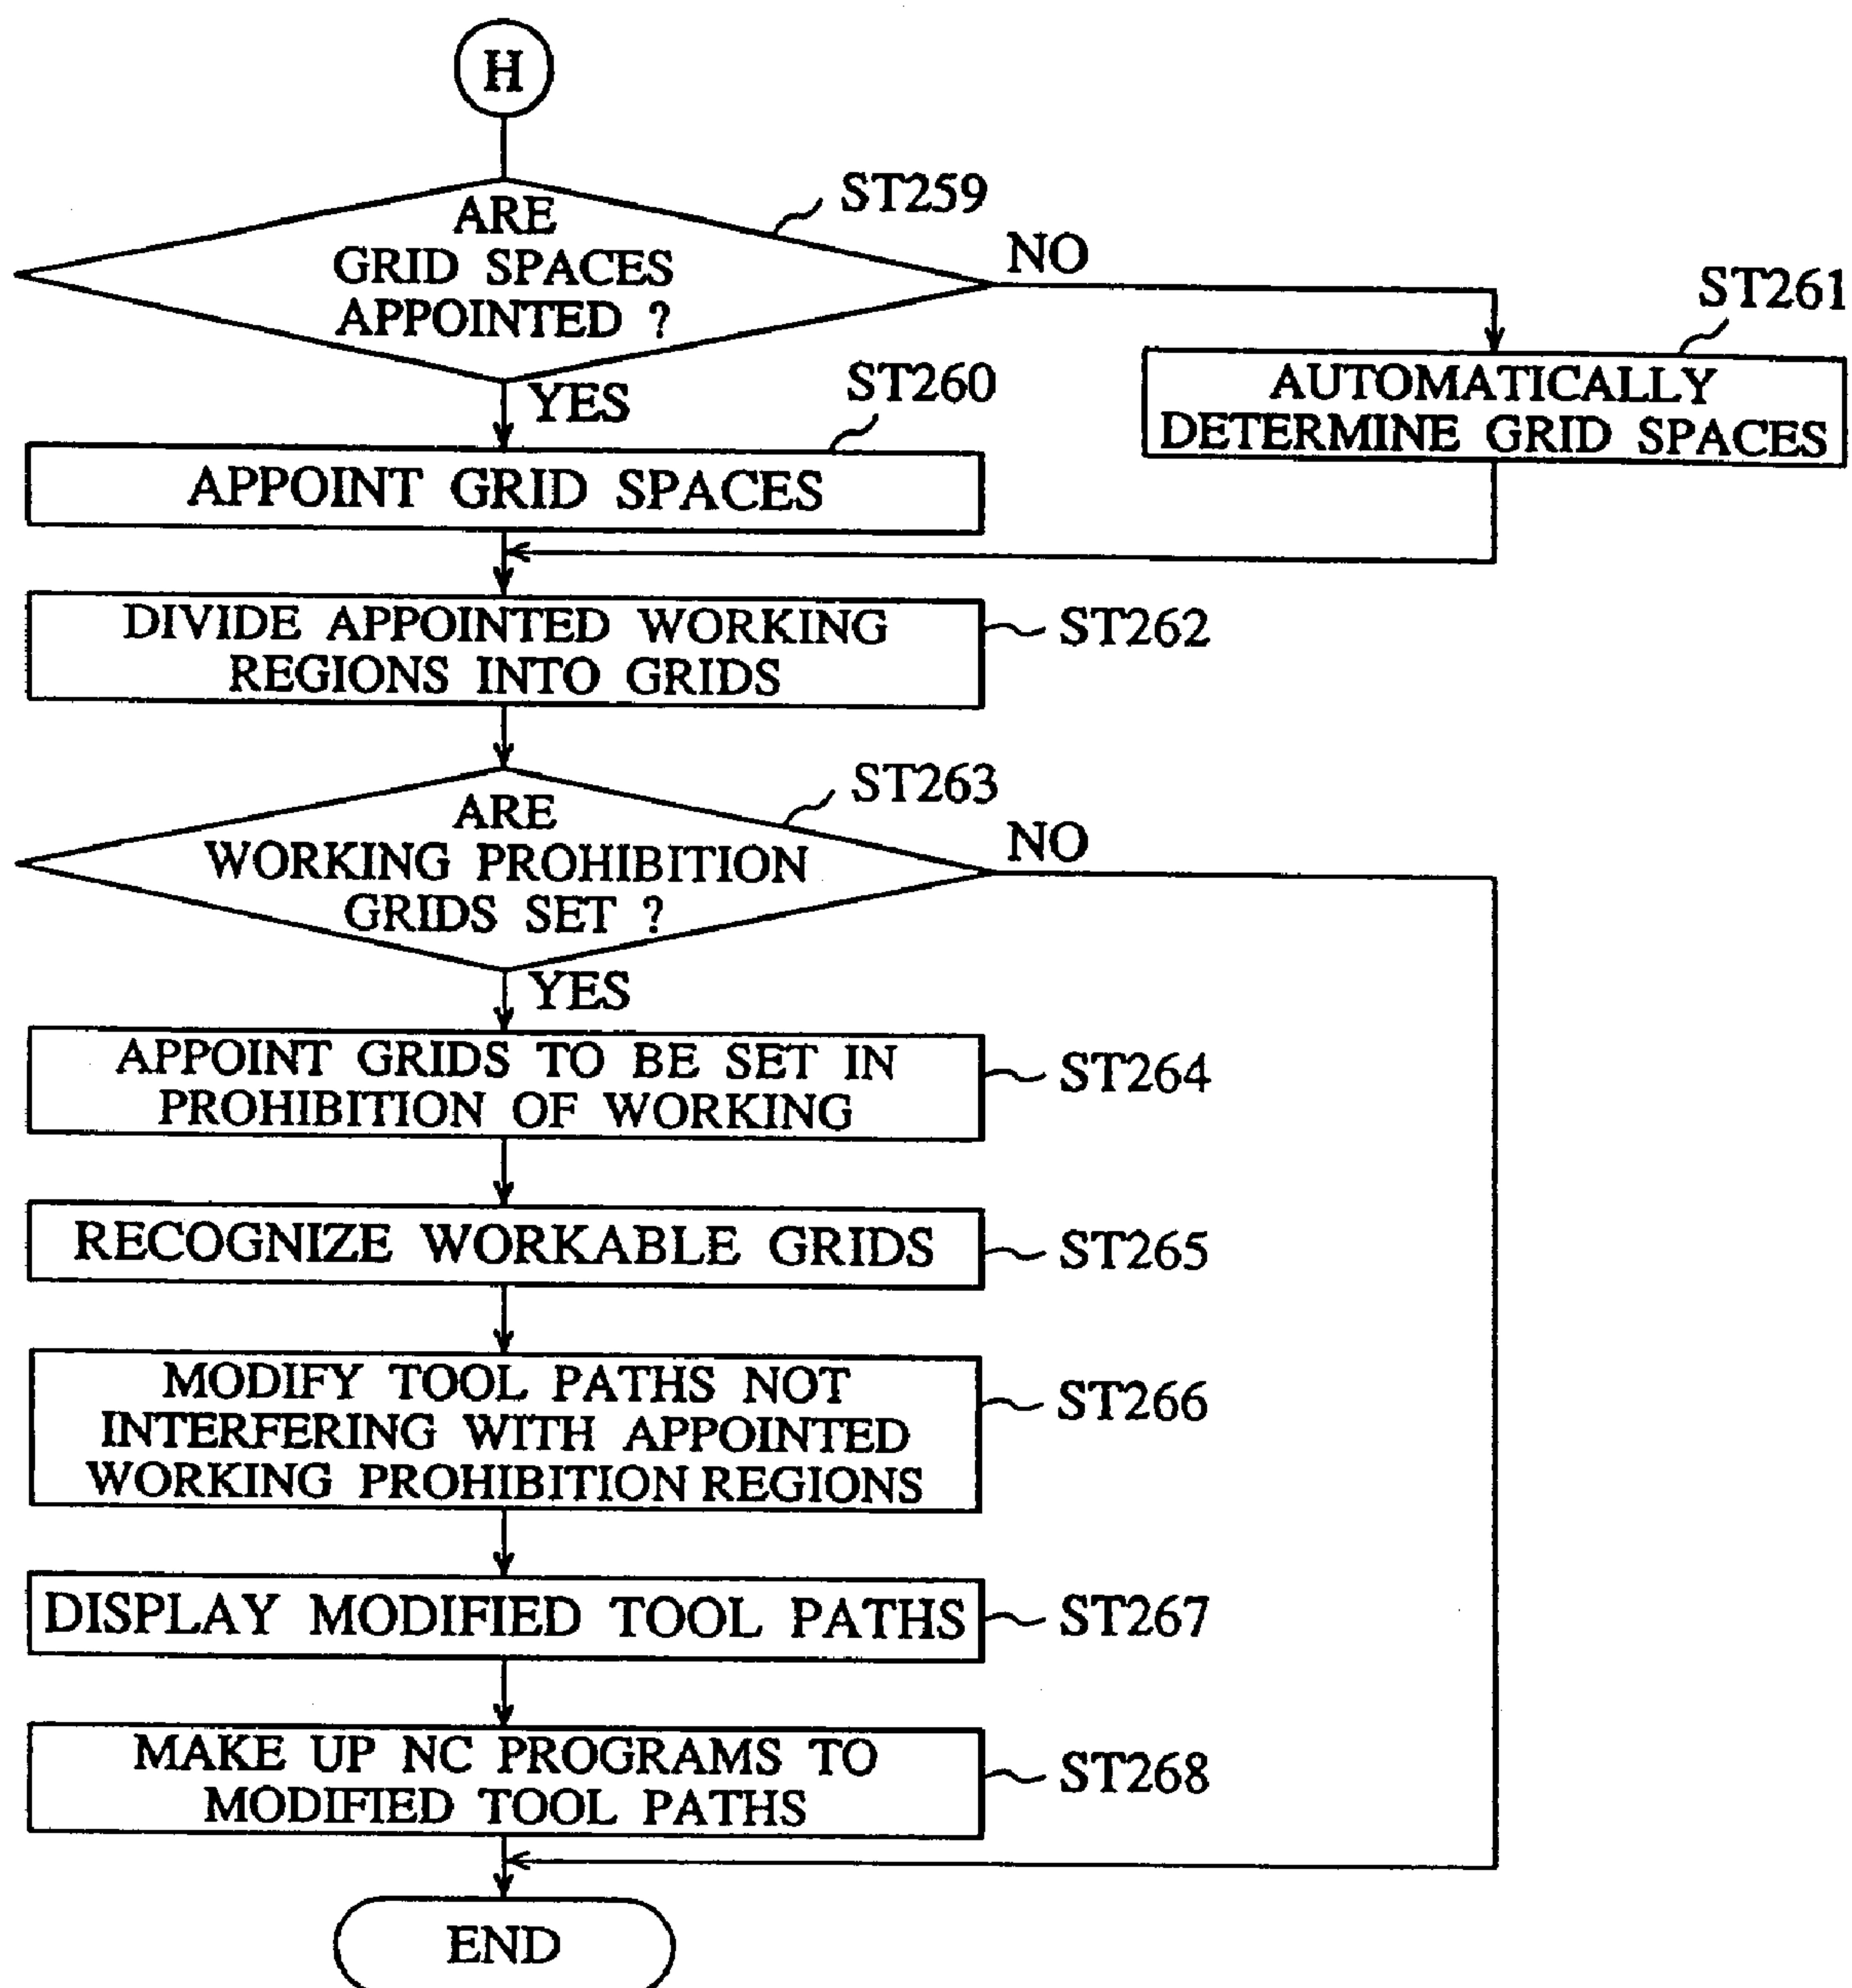 H
ARE
GRID SPACES
APPOINTED ?
ST259
NO
YES
ST261
AUTOMATICALLY
DETERMINE GRID SPACES
ST260
APPOINT GRID SPACES
DIVIDE APPOINTED WORKING
REGIONS INTO GRIDS
ST262
ARE
WORKING PROHIBITION
GRIDS SET ?
ST263
NO
YES
APPOINT GRIDS TO BE SET IN
PROHIBITION OF WORKING
ST264
RECOGNIZE WORKABLE GRIDS
ST265
MODIFY TOOL PATHS NOT
INTERFERING WITH APPOINTED
WORKING PROHIBITION REGIONS
ST266
DISPLAY MODIFIED TOOL PATHS
ST267
MAKE UP NC PROGRAMS TO
MODIFIED TOOL PATHS
ST268
END